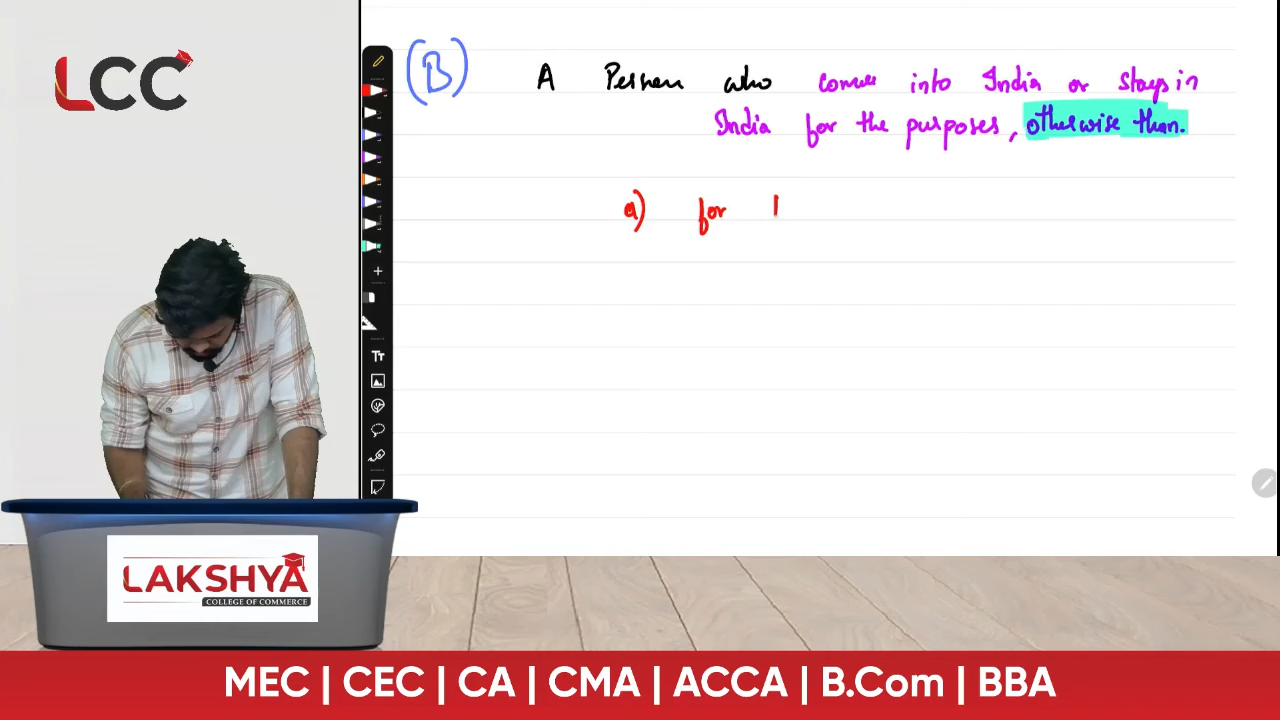 LCC
(B) A Person who comes into India or stays in
India for the purposes, otherwise than.
a) for
Tт
LAKSHYA
COLLEGE OF COMMERCE
MEC | CEC | CA | CMA | ACCA | B.Com | BBA